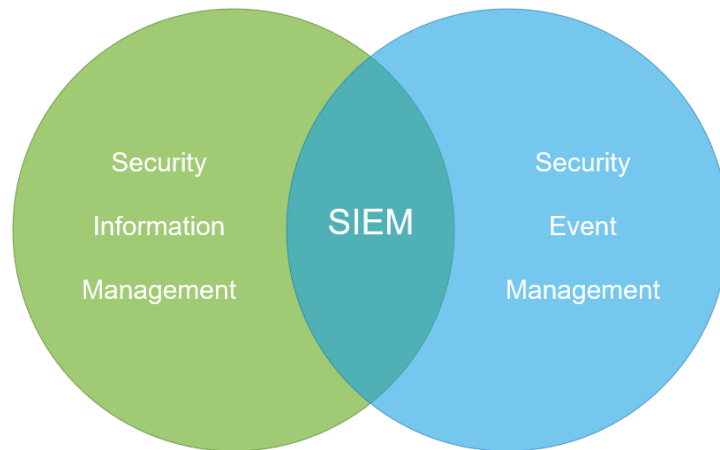 Security
Information
Management
SIEM
Security
Event
Management